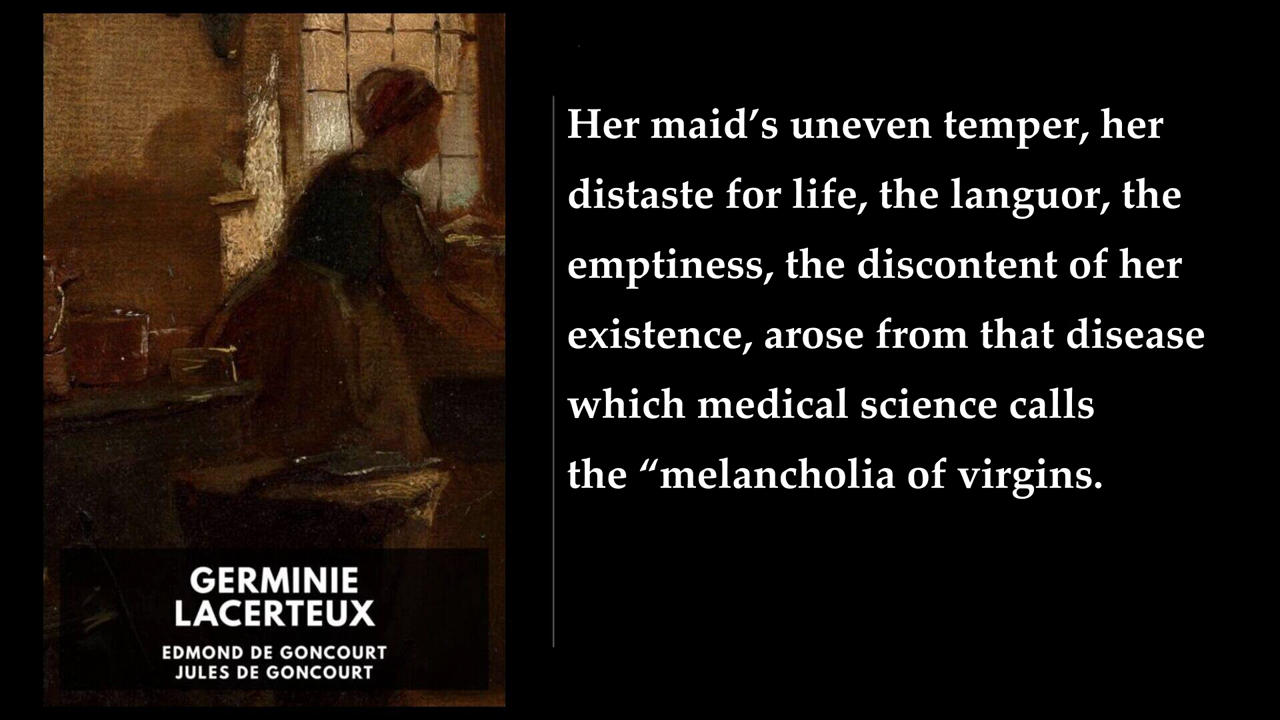 GERMINIE
LACERTEUX
EDMOND DE GONCOURT
JULES DE GONCOURT
Her maid’s uneven temper, her
distaste for life, the languor, the
emptiness, the discontent of her
existence, arose from that disease
which medical science calls
the “melancholia of virgins.